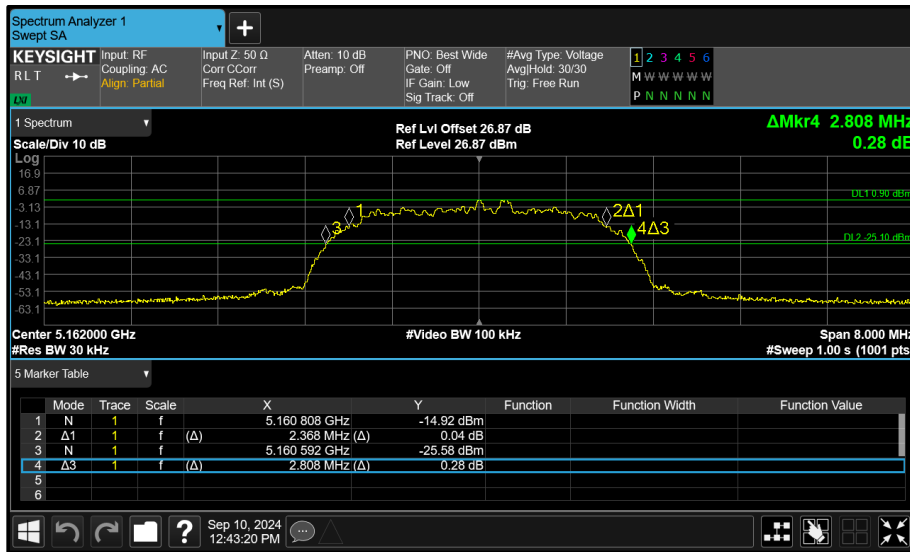 Spectrum Analyzer 1
Swept SA
+
KEYSIGHT Input: RF Input Z: 50 Ω Atten: 10 dB PNO: Best Wide #Avg Type: Voltage 1 2 3 4 5 6
RLT Coupling: AC Corr CCorr Preamp: Off Gate: Off Avg|Hold: 30/30 M W W W W W
Align: Partial Freq Ref: Int (S) IF Gain: Low Trig: Free Run
LXI Sig Track: Off P N N N N N
1 Spectrum Ref Lvl Offset 26.87 dB ΔMkr4 2.808 MHz
Scale/Div 10 dB Ref Level 26.87 dBm 0.28 dB
Log
16.9
6.87
DL1 0.90 dBm
-3.13
1 2Δ1
-13.1
3 4Δ3
-23.1
DL2 -25.10 dBm
-33.1
-43.1
-53.1
-63.1
Center 5.162000 GHz #Video BW 100 kHz Span 8.000 MHz
#Res BW 30 kHz #Sweep 1.00 s (1001 pts
5 Marker Table
Mode Trace Scale X Y Function Function Width Function Value
1 N 1 f 5.160 808 GHz -14.92 dBm
2 Δ1 1 f (Δ) 2.368 MHz (Δ) 0.04 dB
3 N 1 f 5.160 592 GHz -25.58 dBm
4 Δ3 1 f (Δ) 2.808 MHz (Δ) 0.28 dB
5
6
? Sep 10, 2024
12:43:20 PM